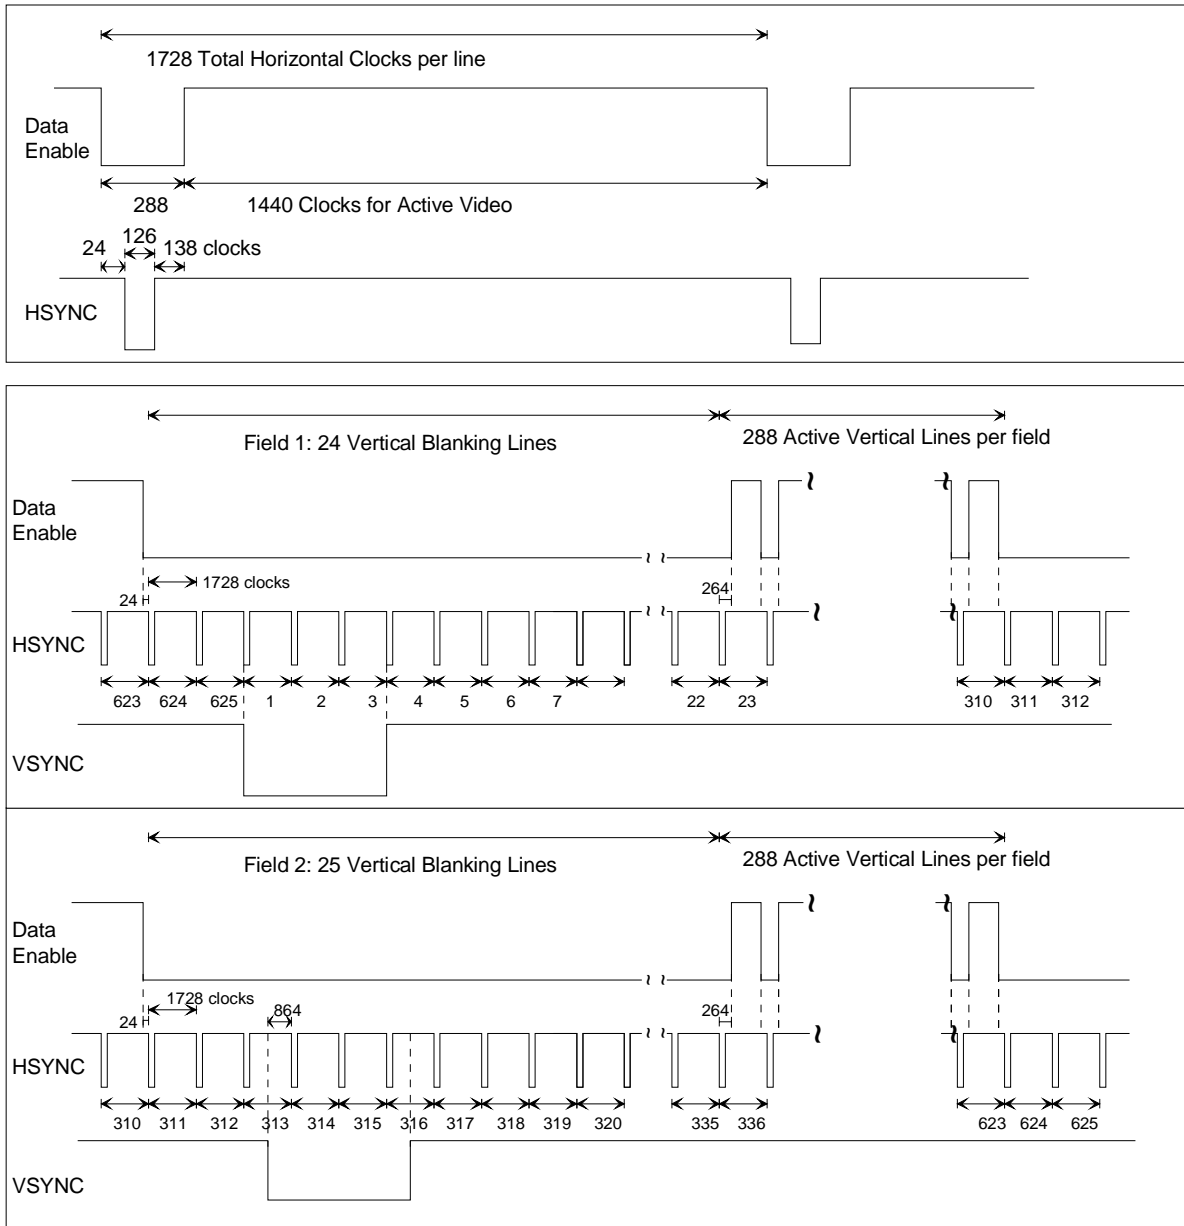 1728 Total Horizontal Clocks per line
Data
Enable
288
1440 Clocks for Active Video
126
24
138 clocks
HSYNC
Field 1: 24 Vertical Blanking Lines
288 Active Vertical Lines per field
Data
Enable
1728 clocks
24
264
HSYNC
623 624 625 1 2 3 4 5 6 7 22 23 310 311 312
VSYNC
Field 2: 25 Vertical Blanking Lines
288 Active Vertical Lines per field
Data
Enable
1728 clocks
864
24
264
HSYNC
310 311 312 313 314 315 316 317 318 319 320 335 336 623 624 625
VSYNC